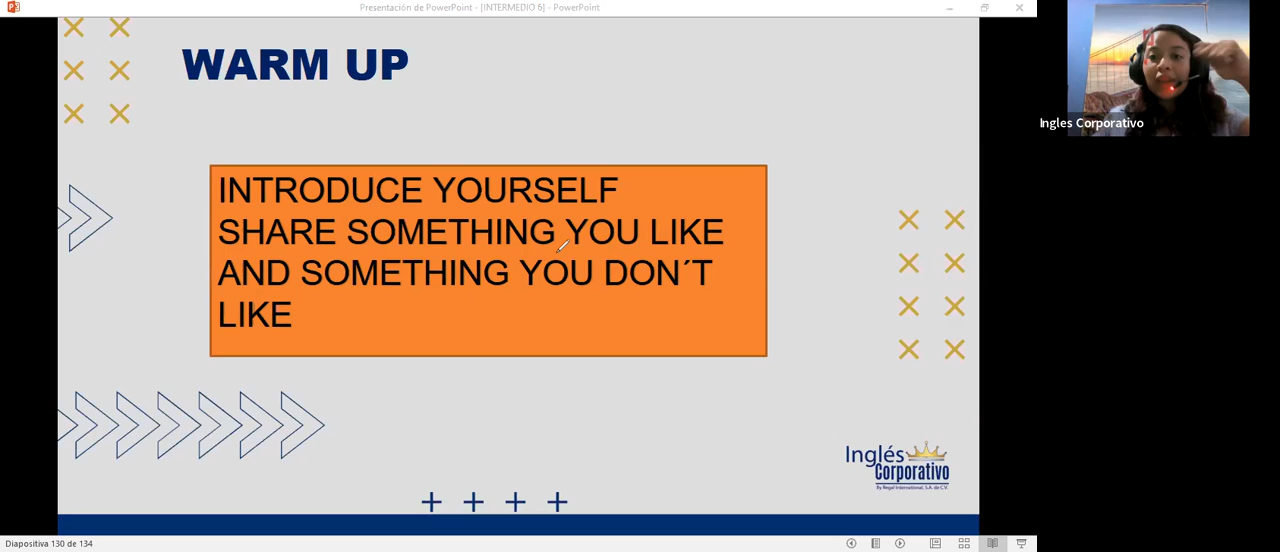 Presentación de PowerPoint - [INTERMEDIO 6] - PowerPoint
WARM UP
INTRODUCE YOURSELF
SHARE SOMETHING YOU LIKE
AND SOMETHING YOU DON´T
LIKE
Inglés
Corporativo
By Regal International, S.A. de C.V.
Diapositiva 130 de 134
Ingles Corporativo